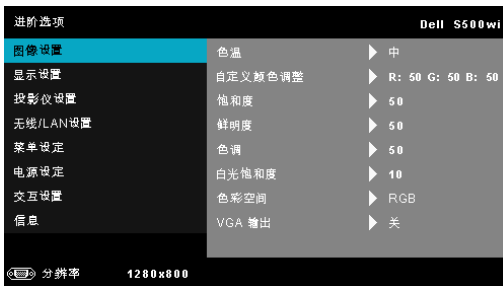 进阶选项 Dell S500wi
图像设置 色温 中
显示设置 自定义颜色调整 R: 50 G: 50 B: 50
投影仪设置 饱和度 50
无线/LAN设置 鲜明度 50
菜单设定 色调 50
电源设定 白光饱和度 10
交互设置 色彩空间 RGB
信息 VGA 输出 关
分辨率 1280x800